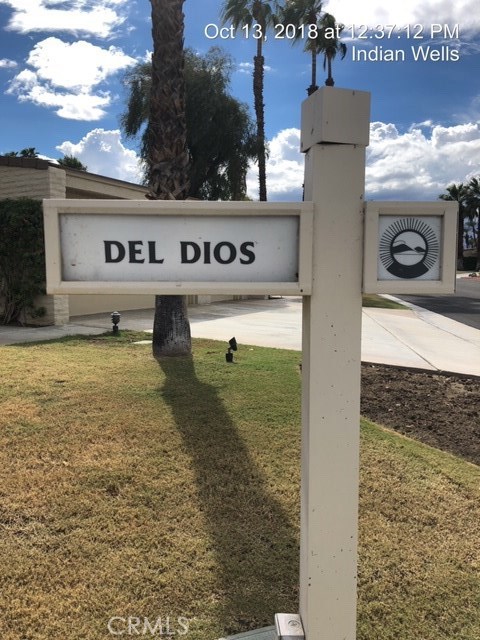 Oct 13, 2018 at 12:37:12 PM
Indian Wells
DEL DIOS
CRMLS